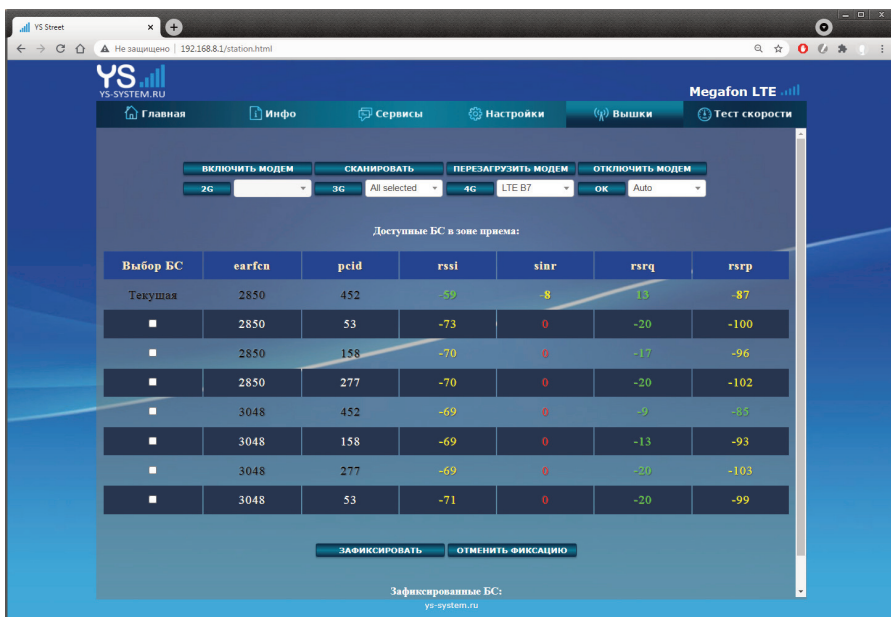 YS Street
Не защищено 192.168.8.1/station.html
YS
YS-SYSTEM.RU
Megafon LTE
Главная Инфо Сервисы Настройки Вышки Тест скорости
ВКЛЮЧИТЬ МОДЕМ СКАНИРОВАТЬ ПЕРЕЗАГРУЗИТЬ МОДЕМ ОТКЛЮЧИТЬ МОДЕМ
2G 3G All selected 4G LTE B7 OK Auto
Доступные БС в зоне приема:
Выбор БС earfcn pcid rssi sinr rsrq rsrp
Текущая 2850 452 -59 -8 13 -87
2850 53 -73 0 -20 -100
2850 158 -70 0 -17 -96
2850 277 -70 0 -20 -102
3048 452 -69 0 -9 -85
3048 158 -69 0 -13 -93
3048 277 -69 0 -20 -103
3048 53 -71 0 -20 -99
ЗАФИКСИРОВАТЬ ОТМЕНИТЬ ФИКСАЦИЮ
Зафиксированные БС:
ys-system.ru